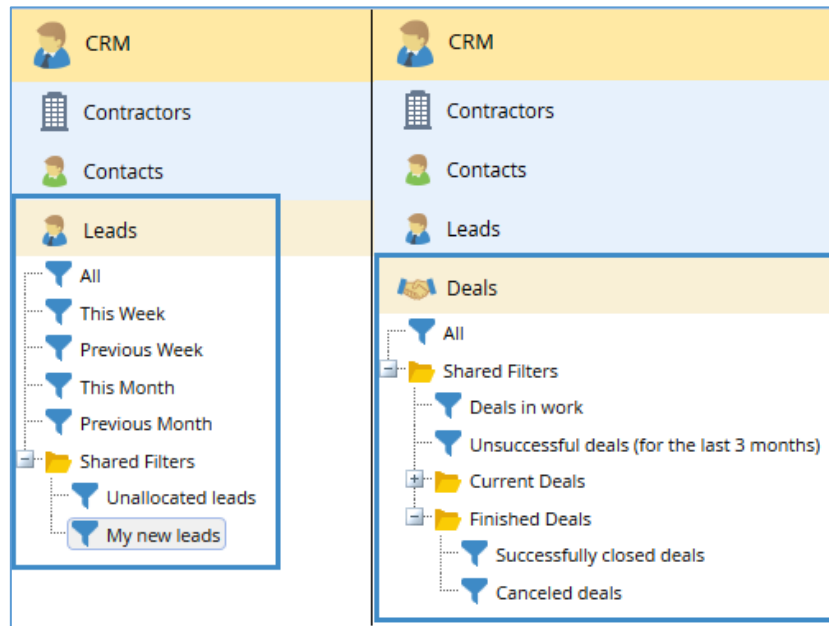 CRM
Contractors
Contacts
Leads
All
This Week
Previous Week
This Month
Previous Month
Shared Filters
Unallocated leads
My new leads
CRM
Contractors
Contacts
Leads
Deals
All
Shared Filters
Deals in work
Unsuccessful deals (for the last 3 months)
Current Deals
Finished Deals
Successfully closed deals
Canceled deals